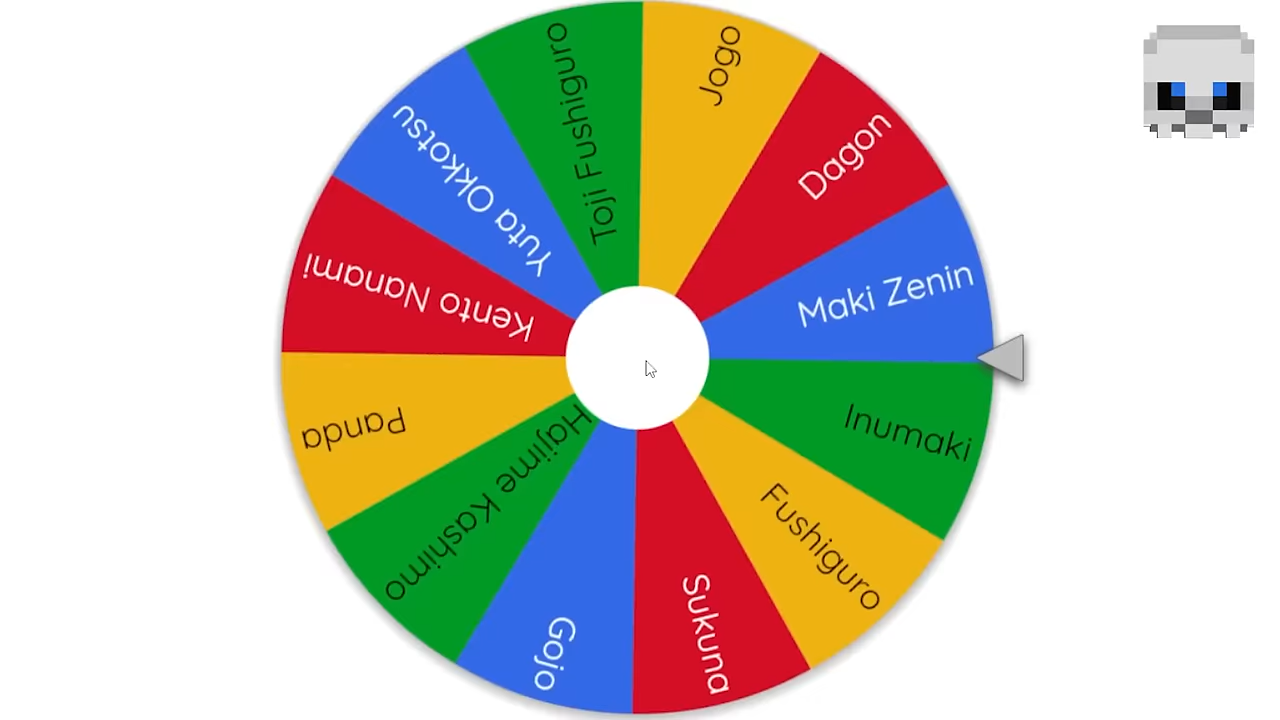 Jogo
Dagon
Maki Zenin
Inumaki
Fushiguro
Sukuna
Gojo
Hajime Kashimo
Panda
Kento Nanami
Yuta Okkotsu
Toji Fushiguro